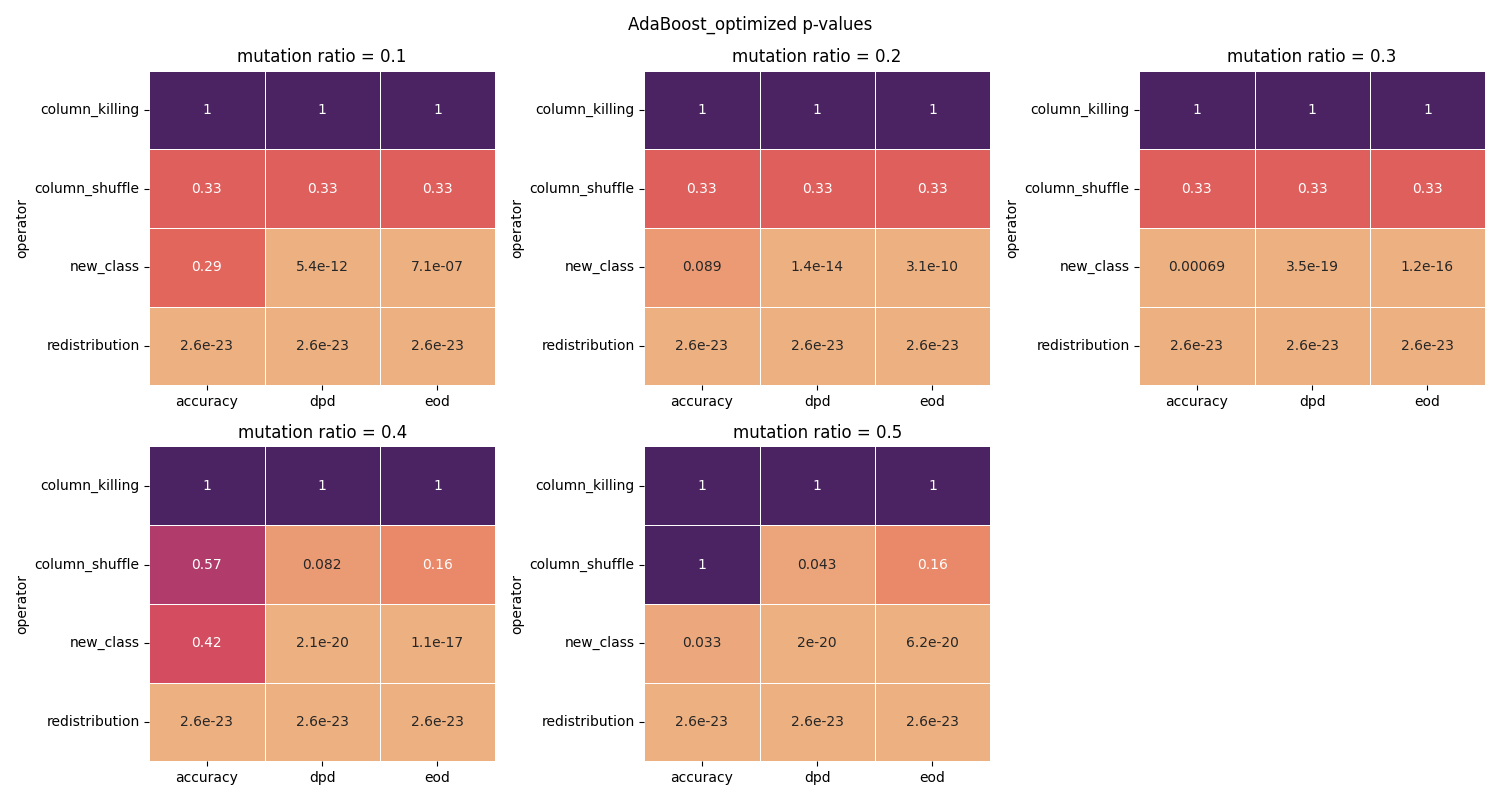 AdaBoost_optimized p-values
mutation ratio = 0.1
operator
column_killing 1 1 1
column_shuffle 0.33 0.33 0.33
new_class 0.29 5.4e-12 7.1e-07
redistribution 2.6e-23 2.6e-23 2.6e-23
accuracy dpd eod
mutation ratio = 0.2
operator
column_killing 1 1 1
column_shuffle 0.33 0.33 0.33
new_class 0.089 1.4e-14 3.1e-10
redistribution 2.6e-23 2.6e-23 2.6e-23
accuracy dpd eod
mutation ratio = 0.3
operator
column_killing 1 1 1
column_shuffle 0.33 0.33 0.33
new_class 0.00069 3.5e-19 1.2e-16
redistribution 2.6e-23 2.6e-23 2.6e-23
accuracy dpd eod
mutation ratio = 0.4
operator
column_killing 1 1 1
column_shuffle 0.57 0.082 0.16
new_class 0.42 2.1e-20 1.1e-17
redistribution 2.6e-23 2.6e-23 2.6e-23
accuracy dpd eod
mutation ratio = 0.5
operator
column_killing 1 1 1
column_shuffle 1 0.043 0.16
new_class 0.033 2e-20 6.2e-20
redistribution 2.6e-23 2.6e-23 2.6e-23
accuracy dpd eod